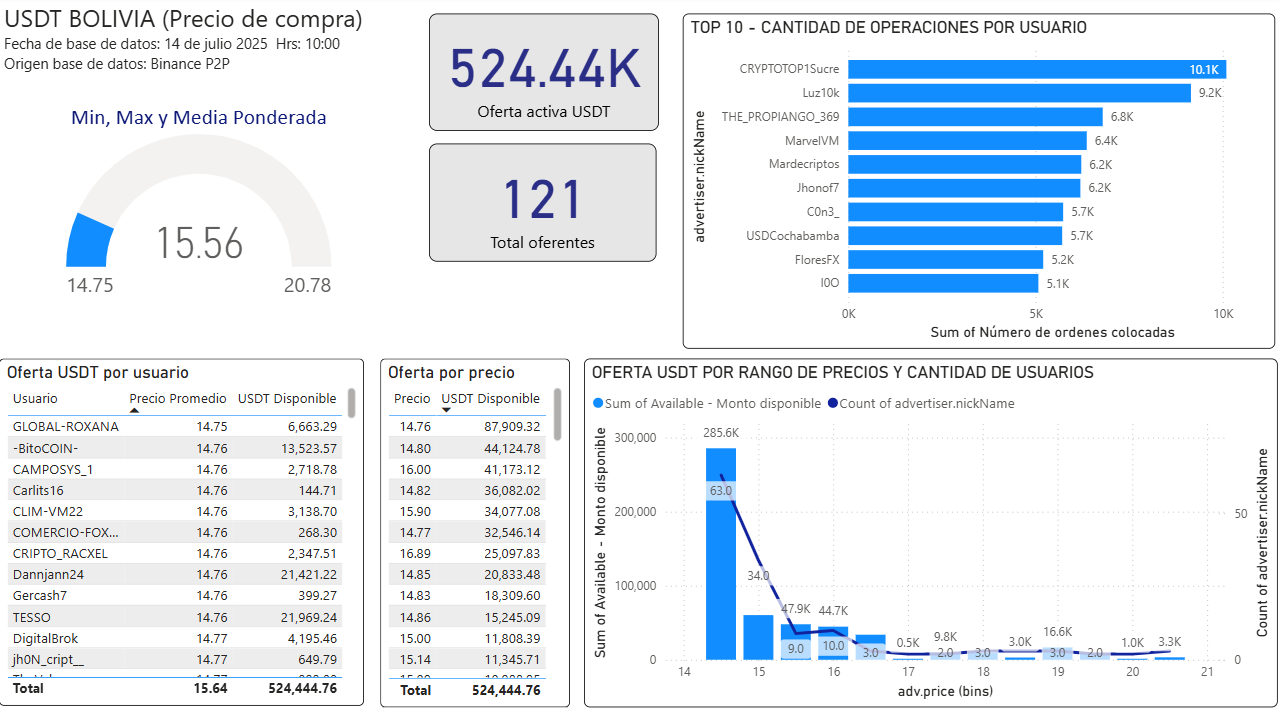 USDT BOLIVIA (Precio de compra)
Fecha de base de datos: 14 de julio 2025 Hrs: 10:00
Origen base de datos: Binance P2P
Min, Max y Media Ponderada
15.56
14.75
20.78
524.44K
Oferta activa USDT
121
Total oferentes
TOP 10 - CANTIDAD DE OPERACIONES POR USUARIO
advertiser.nickName
CRYPTOTOP1Sucre 10.1K
Luz10k 9.2K
THE_PROPIANGO_369 6.8K
MarvelVM 6.4K
Mardecriptos 6.2K
Jhonof7 6.2K
C0n3_ 5.7K
USDCochabamba 5.7K
FloresFX 5.2K
I0O 5.1K
0K 5K 10K
Sum of Número de ordenes colocadas
Oferta USDT por usuario
Usuario Precio Promedio USDT Disponible
GLOBAL-ROXANA 14.75 6,663.29
-BitoCOIN- 14.76 13,523.57
CAMPOSYS_1 14.76 2,718.78
Carlits16 14.76 144.71
CLIM-VM22 14.76 3,138.70
COMERCIO-FOX... 14.76 268.30
CRIPTO_RACXEL 14.76 2,347.51
Dannjann24 14.76 21,421.22
Gercash7 14.76 399.27
TESSO 14.76 21,969.24
DigitalBrok 14.77 4,195.46
jh0N_cript__ 14.77 649.79
Total 15.64 524,444.76
Oferta por precio
Precio USDT Disponible
14.76 87,909.32
14.80 44,124.78
16.00 41,173.12
14.82 36,082.02
15.90 34,077.08
14.77 32,546.14
16.89 25,097.83
14.85 20,833.48
14.83 18,309.60
14.86 15,245.09
15.00 11,808.39
15.14 11,345.71
Total 524,444.76
OFERTA USDT POR RANGO DE PRECIOS Y CANTIDAD DE USUARIOS
Sum of Available - Monto disponible Count of advertiser.nickName
Sum of Available - Monto disponible
300,000
200,000
100,000
0
285.6K 47.9K 44.7K 0.5K 9.8K 3.0K 16.6K 1.0K 3.3K
63.0 34.0 9.0 10.0 3.0 2.0 3.0 3.0 2.0
50
0
Count of advertiser.nickName
14 15 16 17 18 19 20 21
adv.price (bins)